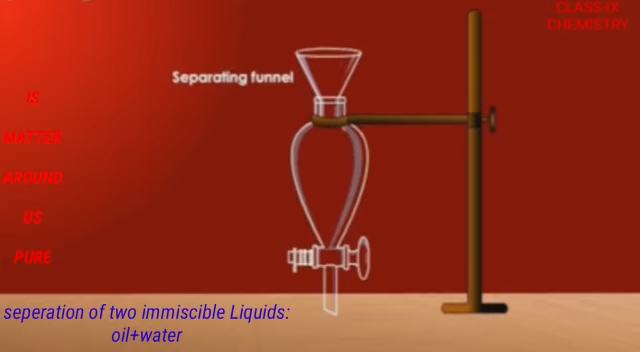 CLASS-IX
CHEMISTRY
Separating funnel
IS
MATTER
AROUND
US
PURE
seperation of two immiscible Liquids:
oil+water